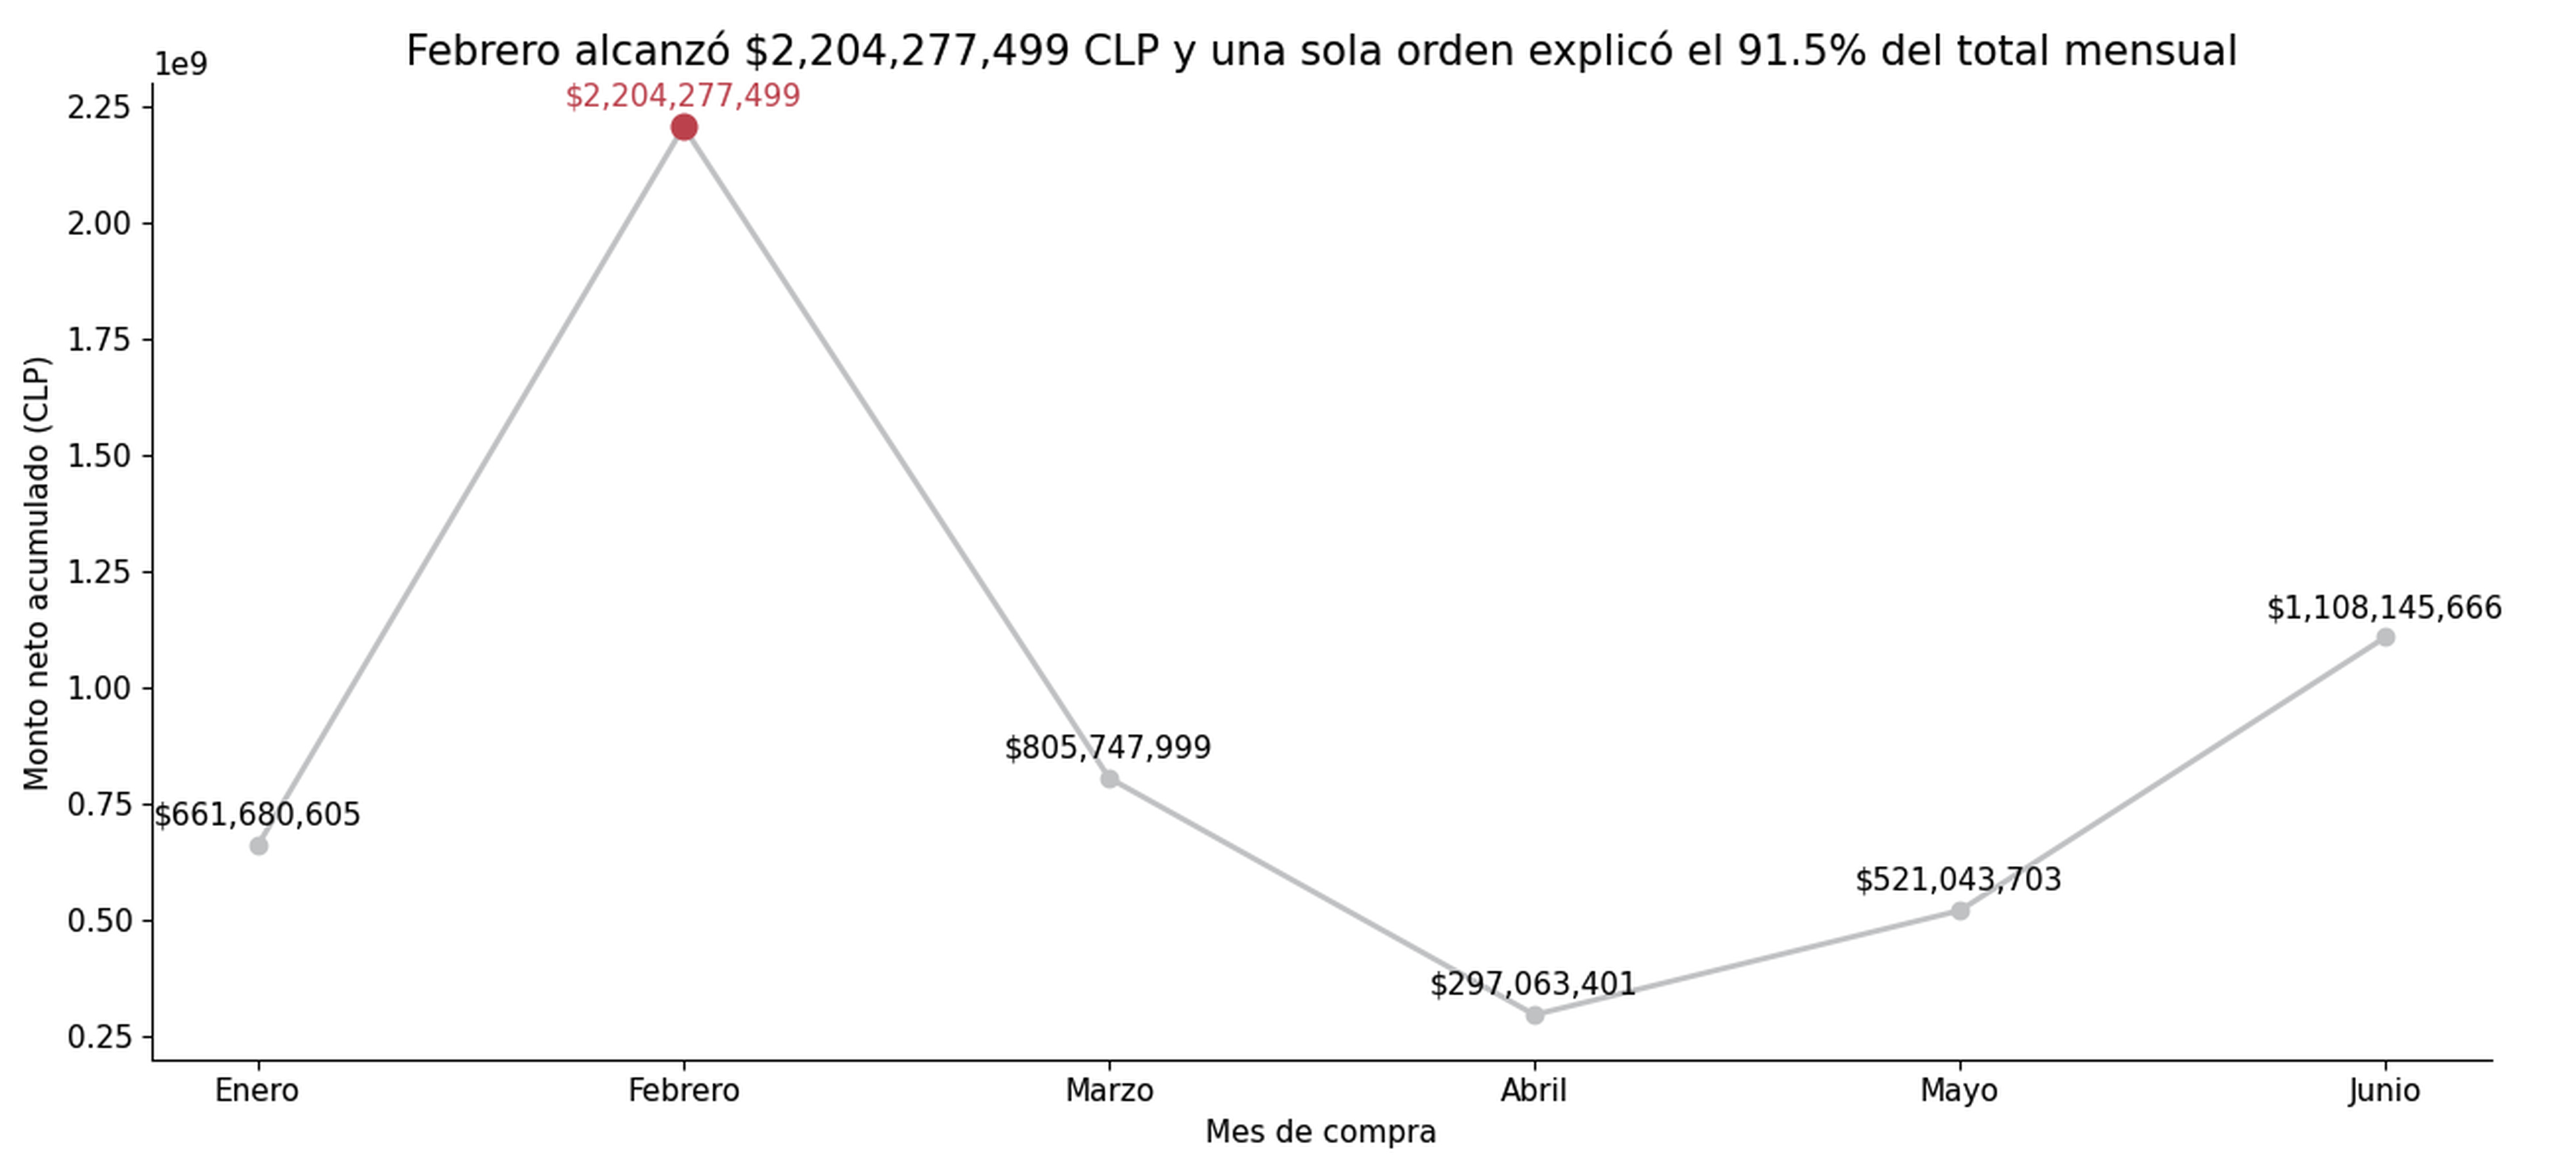 Febrero alcanzó $2,204,277,499 CLP y una sola orden explicó el 91.5% del total mensual
1e9
$2,204,277,499
2.25
2.00
1.75
1.50
1.25
1.00
0.75
0.50
0.25
Monto neto acumulado (CLP)
$661,680,605
$805,747,999
$297,063,401
$521,043,703
$1,108,145,666
Enero
Febrero
Marzo
Abril
Mayo
Junio
Mes de compra